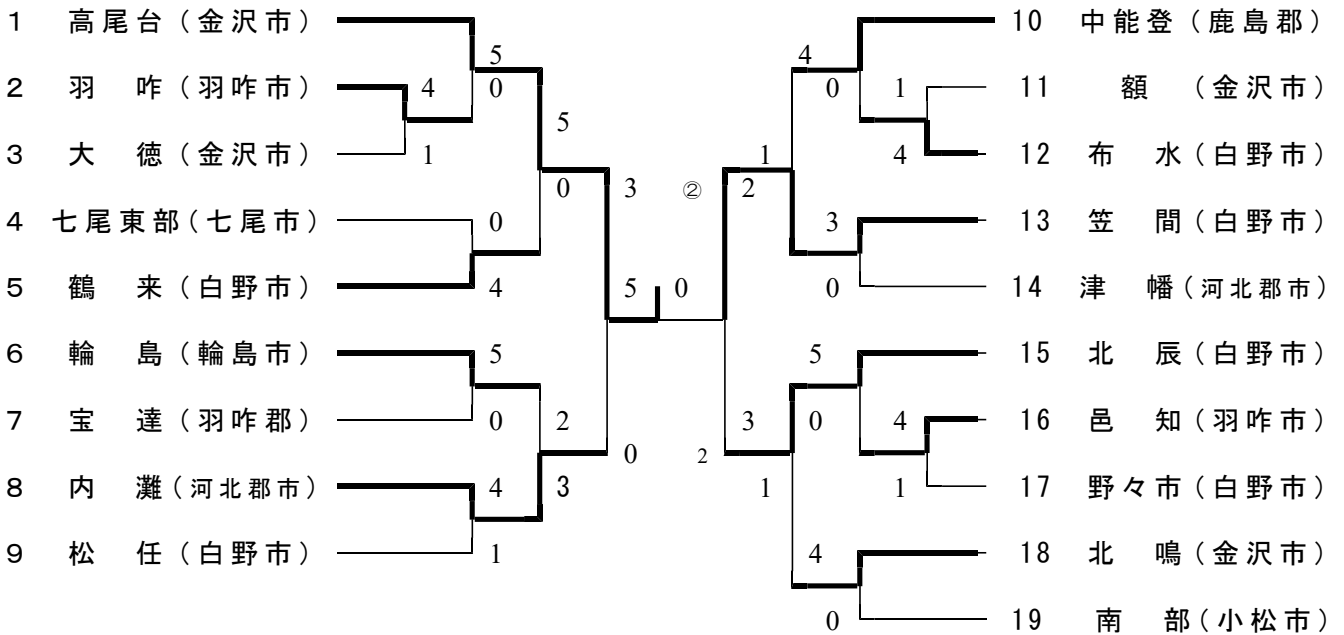 1 高尾台（金沢市）
2 羽 咋（羽咋市）
3 大 徳（金沢市）
4 七尾東部（七尾市）
5 鶴 来（白野市）
6 輪 島（輪島市）
7 宝 達（羽咋郡）
8 内 灘（河北郡市）
9 松 任（白野市）
5
0
4
1
5
0
0
4
3
5
0
5
0
2
3
4
1
0
10 中能登（鹿島郡）
11 額 （金沢市）
12 布 水（白野市）
13 笠 間（白野市）
14 津 幡（河北郡市）
15 北 辰（白野市）
16 邑 知（羽咋市）
17 野々市（白野市）
18 北 鳴（金沢市）
19 南 部（小松市）
4
0
1
4
1
2
②
3
0
5
0
4
1
3
1
2
4
0